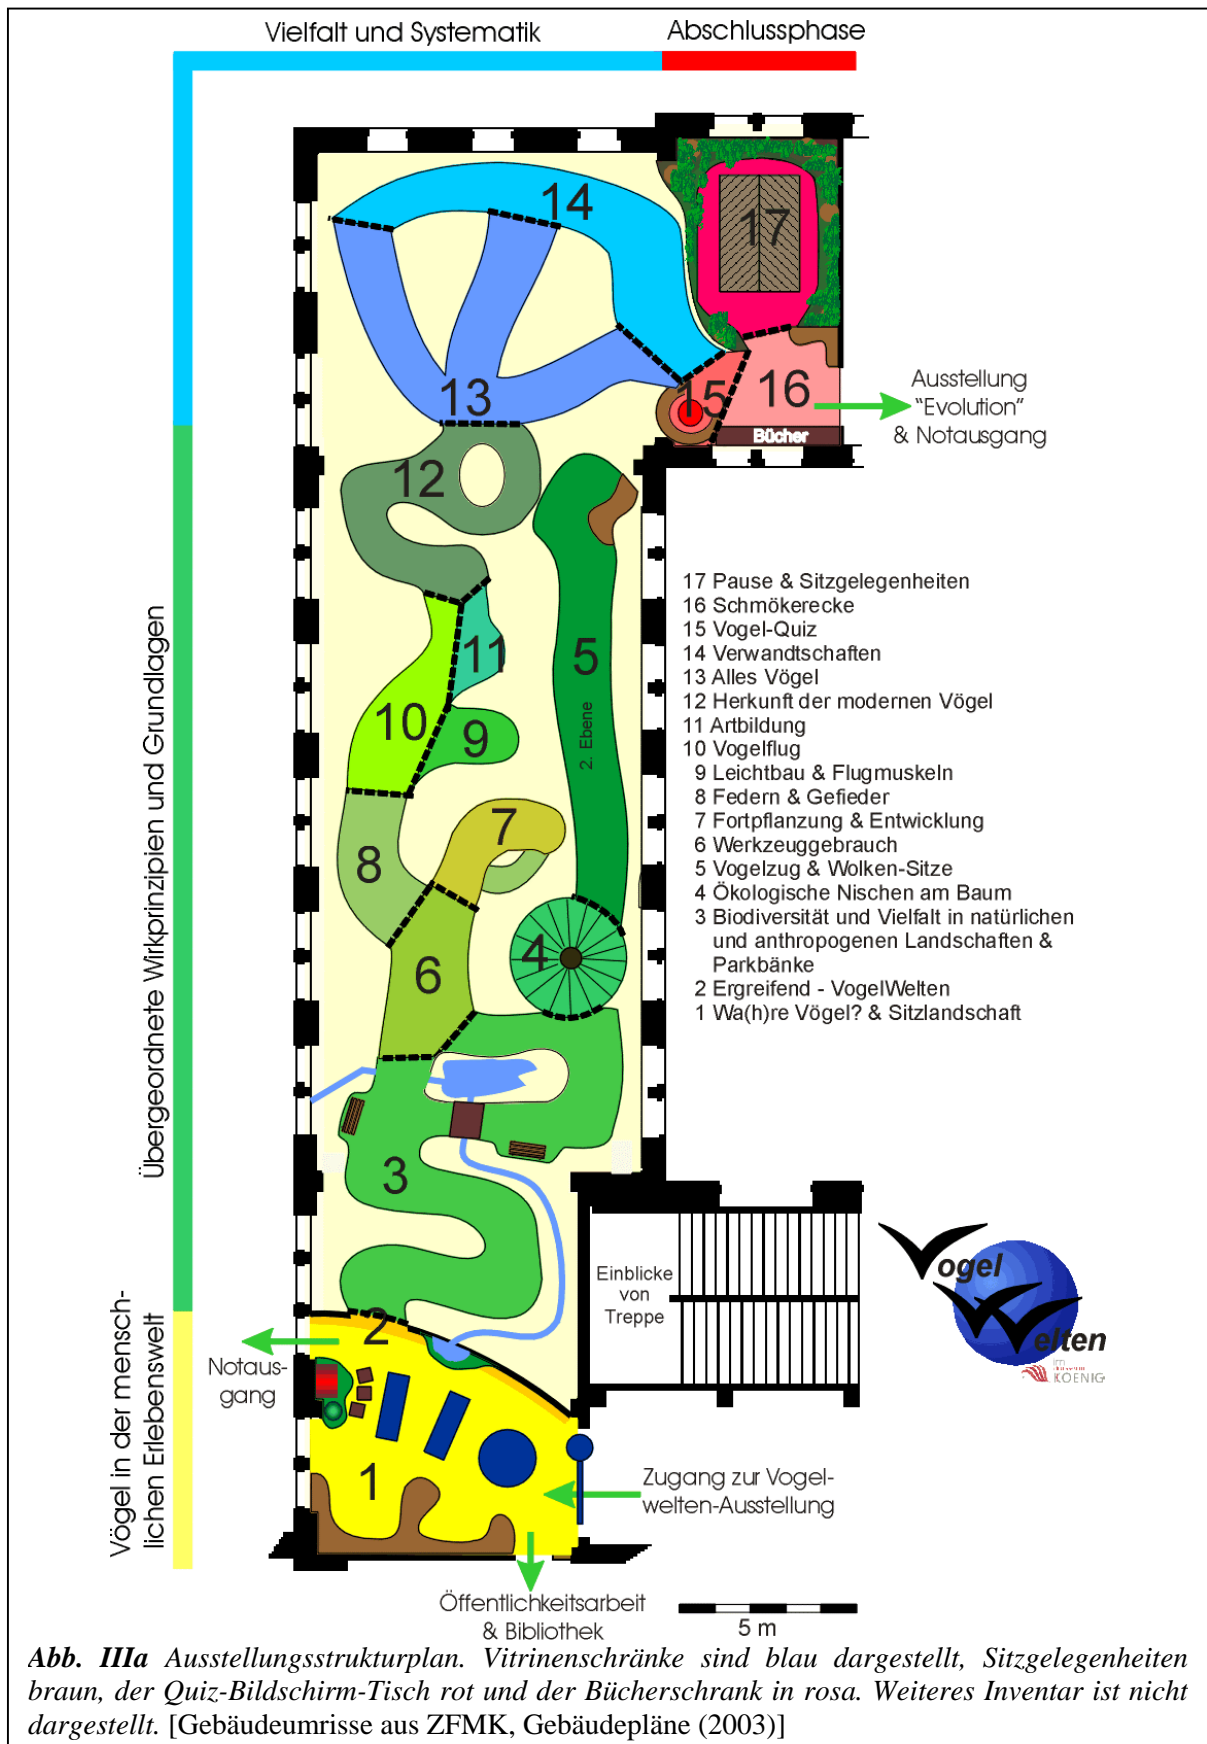 Vielfalt und Systematik
Abschlussphase
14
17
13
15
16
Bücher
Ausstellung
"Evolution"
& Notausgang
12
11
5
2. Ebene
10
9
8
7
4
6
3
2
1
Übergeordnete Wirkprinzipien und Grundlagen
Vögel in der mensch-
lichen Erlebenswelt
17 Pause & Sitzgelegenheiten
16 Schmökerecke
15 Vogel-Quiz
14 Verwandtschaften
13 Alles Vögel
12 Herkunft der modernen Vögel
11 Artbildung
10 Vogelflug
9 Leichtbau & Flugmuskeln
8 Federn & Gefieder
7 Fortpflanzung & Entwicklung
6 Werkzeuggebrauch
5 Vogelzug & Wolken-Sitze
4 Ökologische Nischen am Baum
3 Biodiversität und Vielfalt in natürlichen
und anthropogenen Landschaften &
Parkbänke
2 Ergreifend - VogelWelten
1 Wa(h)re Vögel? & Sitzlandschaft
Einblicke
von
Treppe
Vogel
Welten
im
KOENIG
Notaus-
gang
Zugang zur Vogel-
welten-Ausstellung
Öffentlichkeitsarbeit
& Bibliothek
5 m
Abb. IIIa Ausstellungsstrukturplan. Vitrinenschränke sind blau dargestellt, Sitzgelegenheiten
braun, der Quiz-Bildschirm-Tisch rot und der Bücherschrank in rosa. Weiteres Inventar ist nicht
dargestellt. [Gebäudeumrisse aus ZFMK, Gebäudepläne (2003)]